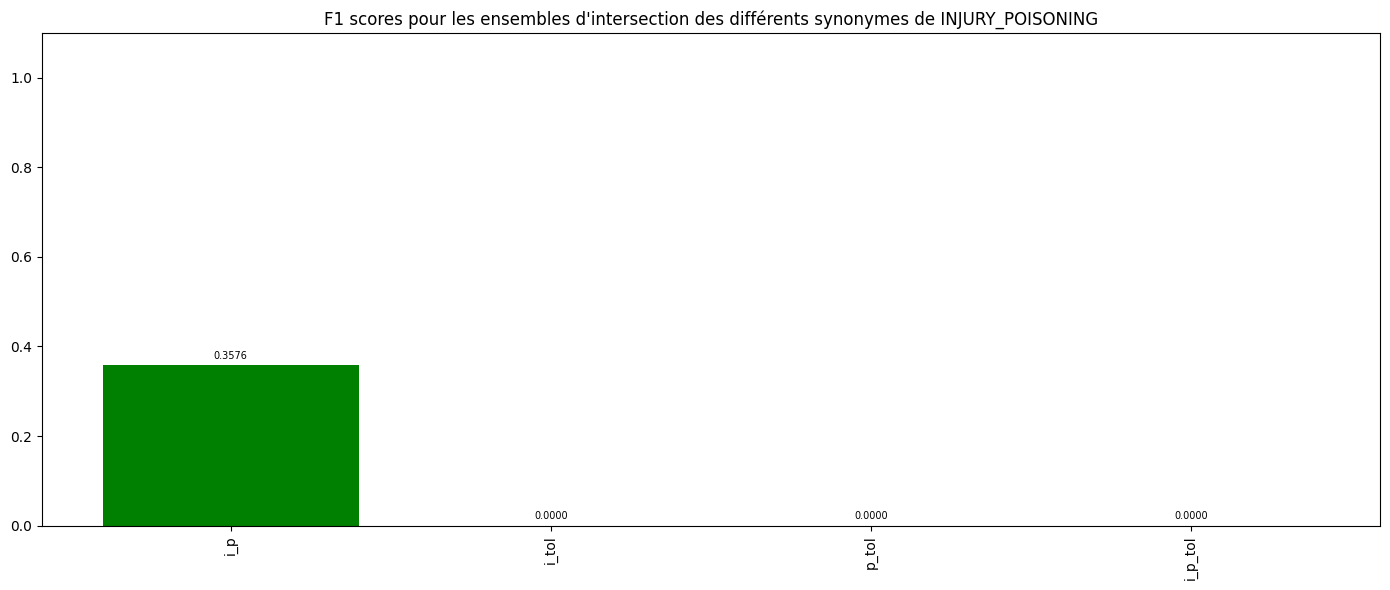 F1 scores pour les ensembles d'intersection des différents synonymes de INJURY_POISONING
1.0
0.8
0.6
0.4
0.2
0.0
0.3576
0.0000
0.0000
0.0000
i_p
i_tol
p_tol
i_p_tol